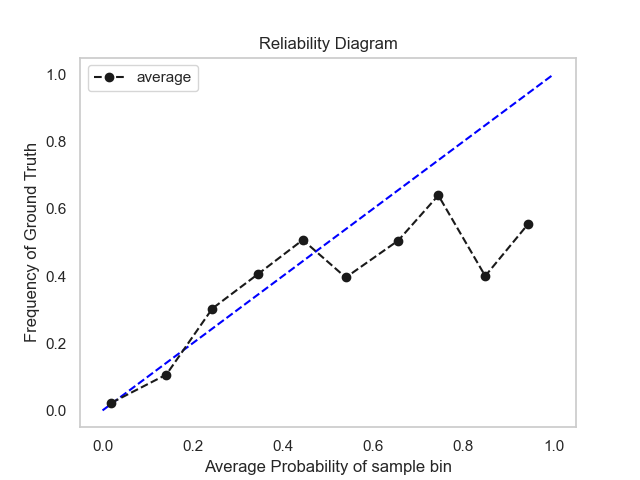 Reliability Diagram
average
Frequency of Ground Truth
1.0
0.8
0.6
0.4
0.2
0.0
0.0 0.2 0.4 0.6 0.8 1.0
Average Probability of sample bin